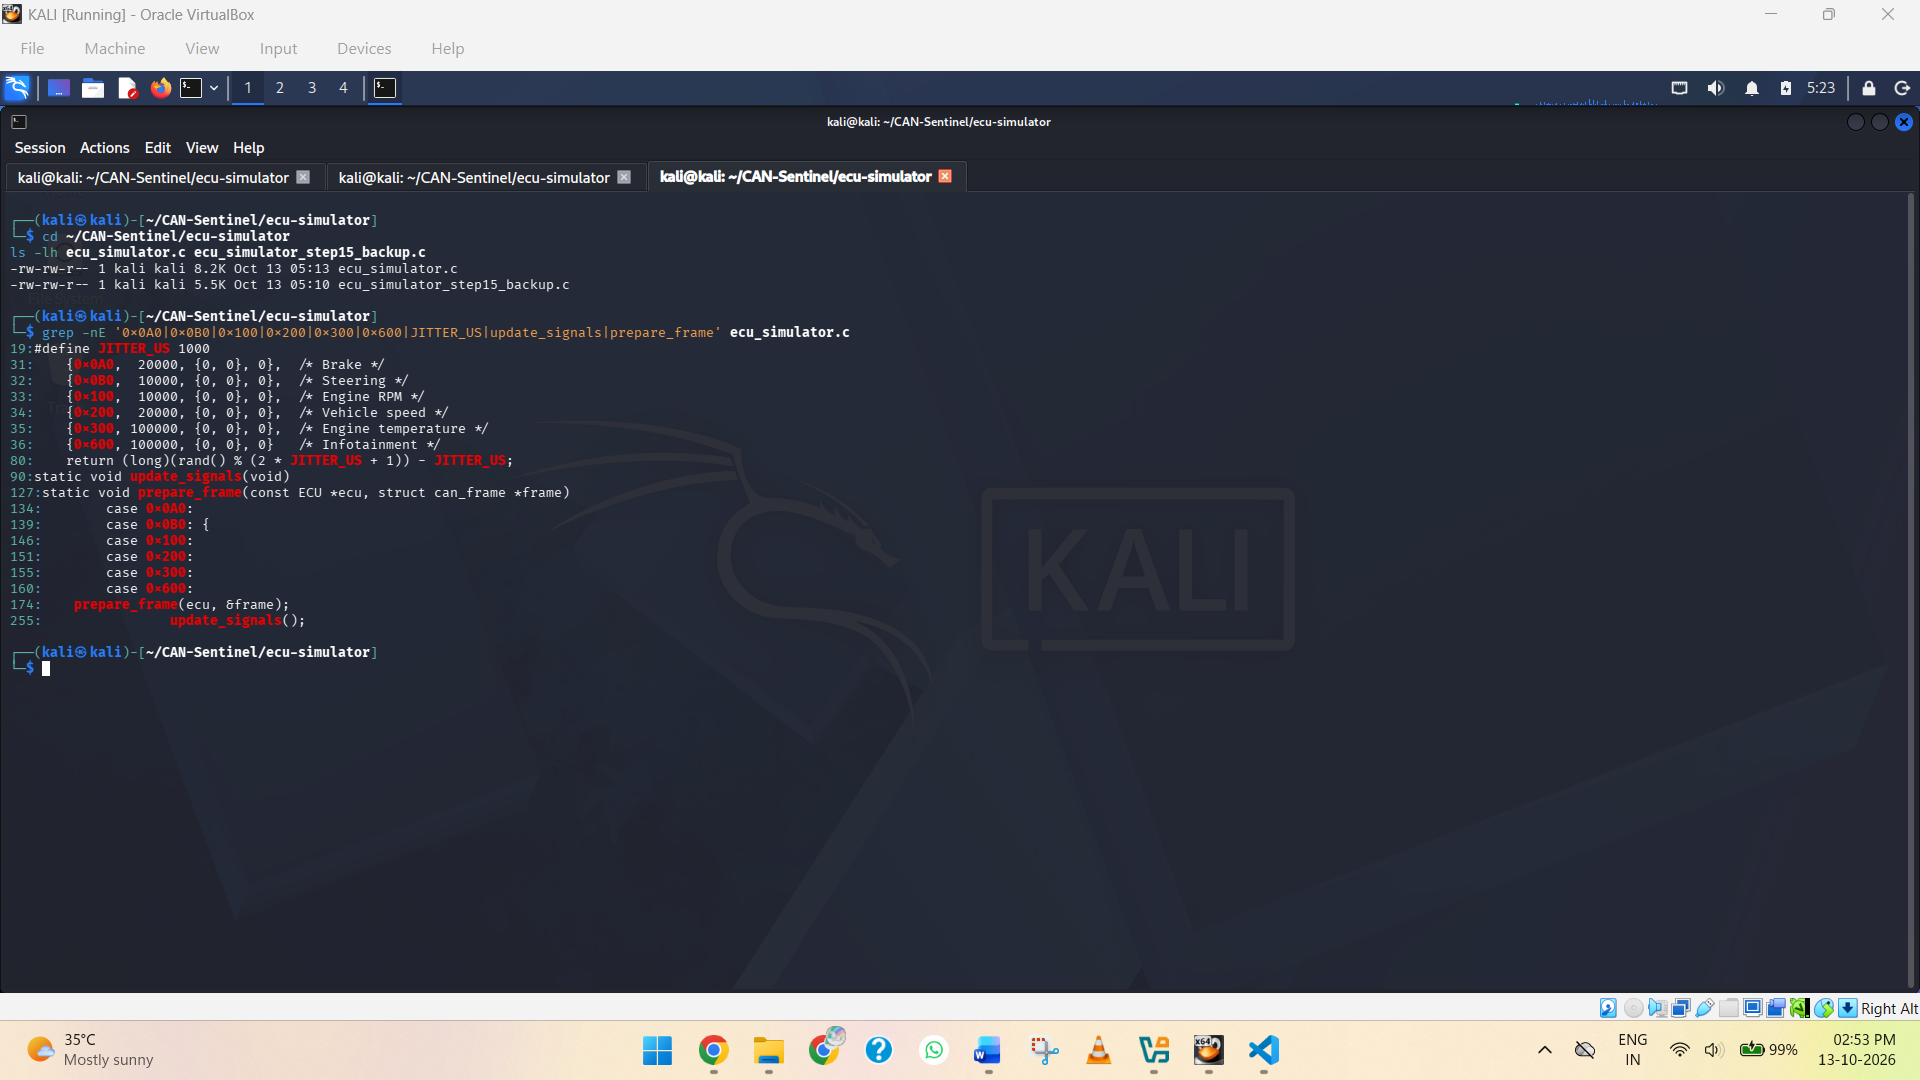 KALI [Running] - Oracle VirtualBox
File Machine View Input Devices Help
1 2 3 4 5:23
kali@kali: ~/CAN-Sentinel/ecu-simulator
Session Actions Edit View Help
kali@kali: ~/CAN-Sentinel/ecu-simulator kali@kali: ~/CAN-Sentinel/ecu-simulator kali@kali: ~/CAN-Sentinel/ecu-simulator
┌──(kali㉿kali)-[~/CAN-Sentinel/ecu-simulator]
└─$ cd ~/CAN-Sentinel/ecu-simulator
ls -lh ecu_simulator.c ecu_simulator_step15_backup.c
-rw-rw-r-- 1 kali kali 8.2K Oct 13 05:13 ecu_simulator.c
-rw-rw-r-- 1 kali kali 5.5K Oct 13 05:10 ecu_simulator_step15_backup.c
┌──(kali㉿kali)-[~/CAN-Sentinel/ecu-simulator]
└─$ grep -nE '0x0A0|0x0B0|0x100|0x200|0x300|0x600|JITTER_US|update_signals|prepare_frame' ecu_simulator.c
19:#define JITTER_US 1000
31:    {0x0A0,  20000, {0, 0}, 0},  /* Brake */
32:    {0x0B0,  10000, {0, 0}, 0},  /* Steering */
33:    {0x100,  10000, {0, 0}, 0},  /* Engine RPM */
34:    {0x200,  20000, {0, 0}, 0},  /* Vehicle speed */
35:    {0x300, 100000, {0, 0}, 0},  /* Engine temperature */
36:    {0x600, 100000, {0, 0}, 0}   /* Infotainment */
80:    return (long)(rand() % (2 * JITTER_US + 1)) - JITTER_US;
90:static void update_signals(void)
127:static void prepare_frame(const ECU *ecu, struct can_frame *frame)
134:        case 0x0A0:
139:        case 0x0B0: {
146:        case 0x100:
151:        case 0x200:
155:        case 0x300:
160:        case 0x600:
174:    prepare_frame(ecu, &frame);
255:                update_signals();
┌──(kali㉿kali)-[~/CAN-Sentinel/ecu-simulator]
└─$
KALI
Right Alt
35°C
Mostly sunny
ENG
IN
99%
02:53 PM
13-10-2026